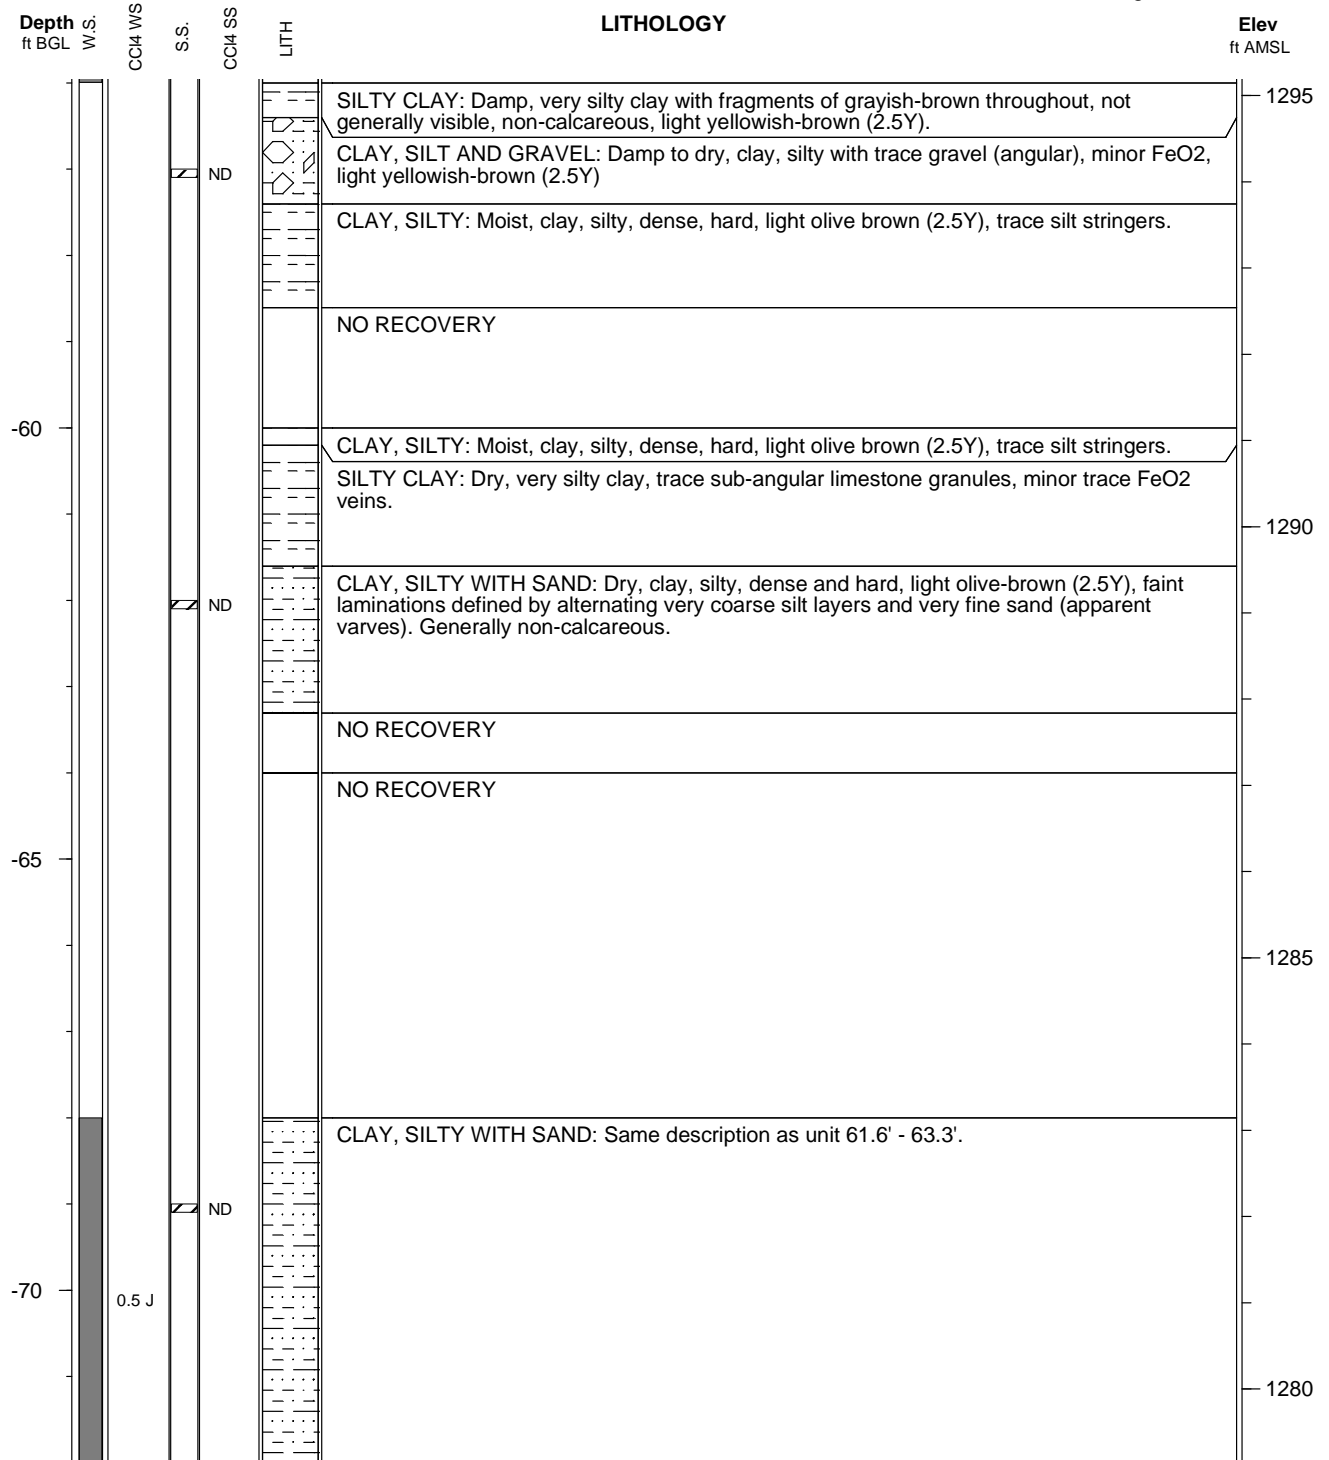 Depth
ft BGL
W.S.
CCl4 WS
S.S.
CCl4 SS
LITH
LITHOLOGY
Elev
ft AMSL
SILTY CLAY: Damp, very silty clay with fragments of grayish-brown throughout, not
generally visible, non-calcareous, light yellowish-brown (2.5Y).
1295
CLAY, SILT AND GRAVEL: Damp to dry, clay, silty with trace gravel (angular), minor FeO2,
light yellowish-brown (2.5Y)
ND
CLAY, SILTY: Moist, clay, silty, dense, hard, light olive brown (2.5Y), trace silt stringers.
NO RECOVERY
-60
CLAY, SILTY: Moist, clay, silty, dense, hard, light olive brown (2.5Y), trace silt stringers.
SILTY CLAY: Dry, very silty clay, trace sub-angular limestone granules, minor trace FeO2
veins.
1290
CLAY, SILTY WITH SAND: Dry, clay, silty, dense and hard, light olive-brown (2.5Y), faint
laminations defined by alternating very coarse silt layers and very fine sand (apparent
varves). Generally non-calcareous.
ND
NO RECOVERY
NO RECOVERY
-65
1285
CLAY, SILTY WITH SAND: Same description as unit 61.6' - 63.3'.
ND
-70
0.5 J
1280